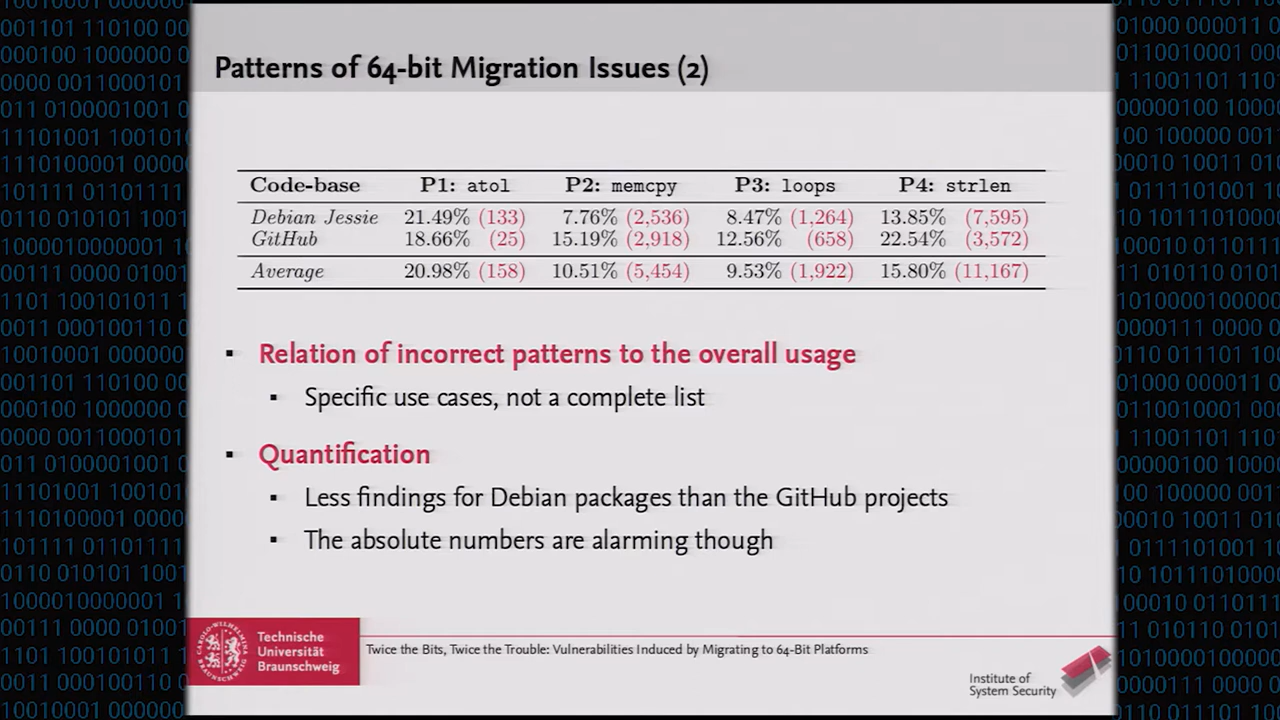 Patterns of 64-bit Migration Issues (2)
Code-base P1: atol P2: memcpy P3: loops P4: strlen
Debian Jessie 21.49% (133) 7.76% (2,536) 8.47% (1,264) 13.85% (7,595)
GitHub 18.66% (25) 15.19% (2,918) 12.56% (658) 22.54% (3,572)
Average 20.98% (158) 10.51% (5,454) 9.53% (1,922) 15.80% (11,167)
▪ Relation of incorrect patterns to the overall usage
▪ Specific use cases, not a complete list
▪ Quantification
▪ Less findings for Debian packages than the GitHub projects
▪ The absolute numbers are alarming though
Technische
Universität
Braunschweig
Twice the Bits, Twice the Trouble: Vulnerabilities Induced by Migrating to 64-Bit Platforms
Institute of
System Security